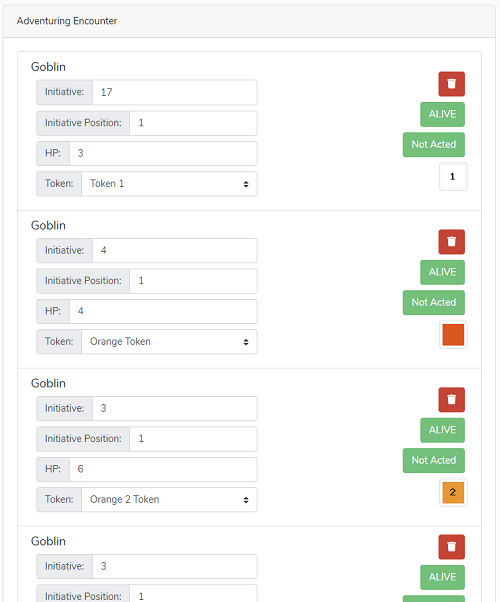 Adventuring Encounter
Goblin
Initiative: 17
Initiative Position: 1
HP: 3
Token: Token 1
ALIVE
Not Acted
1
Goblin
Initiative: 4
Initiative Position: 1
HP: 4
Token: Orange Token
ALIVE
Not Acted
Goblin
Initiative: 3
Initiative Position: 1
HP: 6
Token: Orange 2 Token
ALIVE
Not Acted
2
Goblin
Initiative: 3
Initiative Position: 1
ALIVE